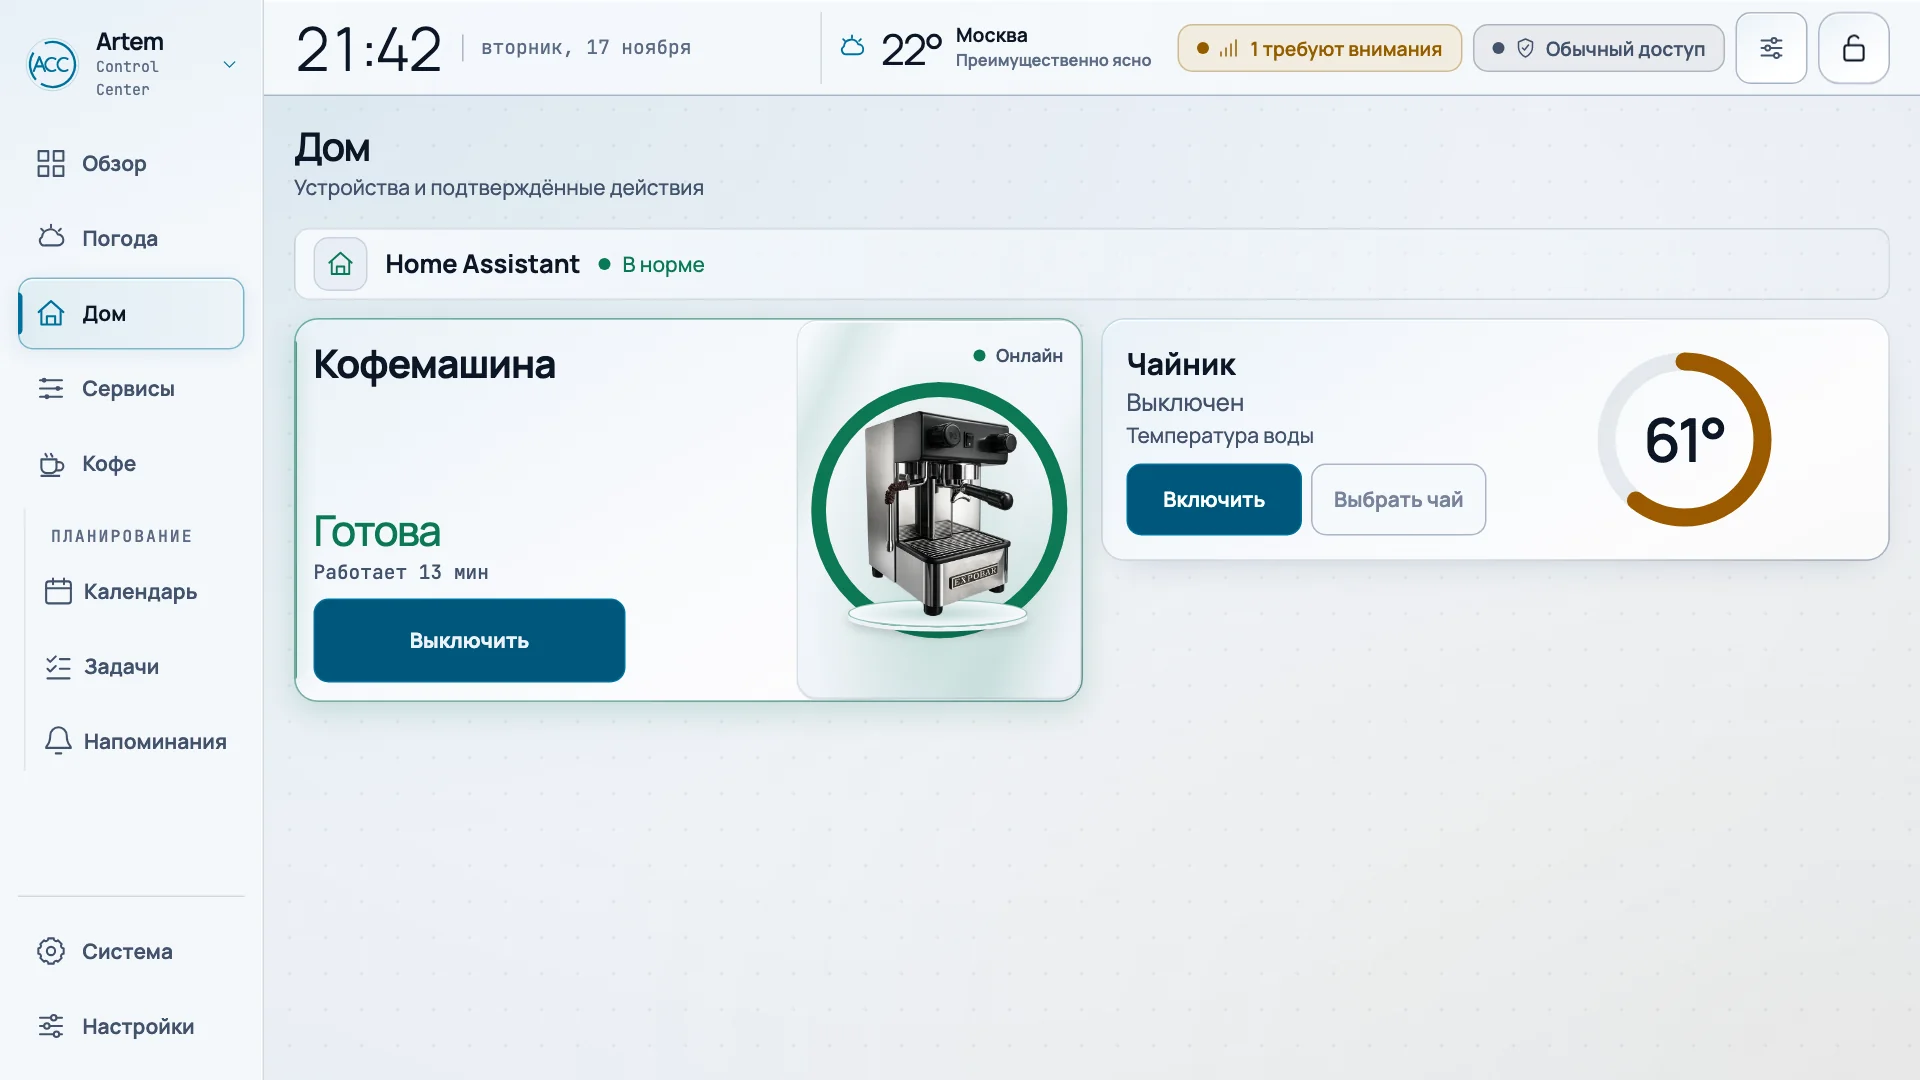 ACC
Artem
Control
Center
Обзор
Погода
Дом
Сервисы
Кофе
ПЛАНИРОВАНИЕ
Календарь
Задачи
Напоминания
Система
Настройки
21:42
вторник, 17 ноября
22°
Москва
Преимущественно ясно
1 требуют внимания
Обычный доступ
Дом
Устройства и подтверждённые действия
Home Assistant
В норме
Кофемашина
Онлайн
EXPOBAR
Готова
Работает 13 мин
Выключить
Чайник
Выключен
Температура воды
Включить
Выбрать чай
61°